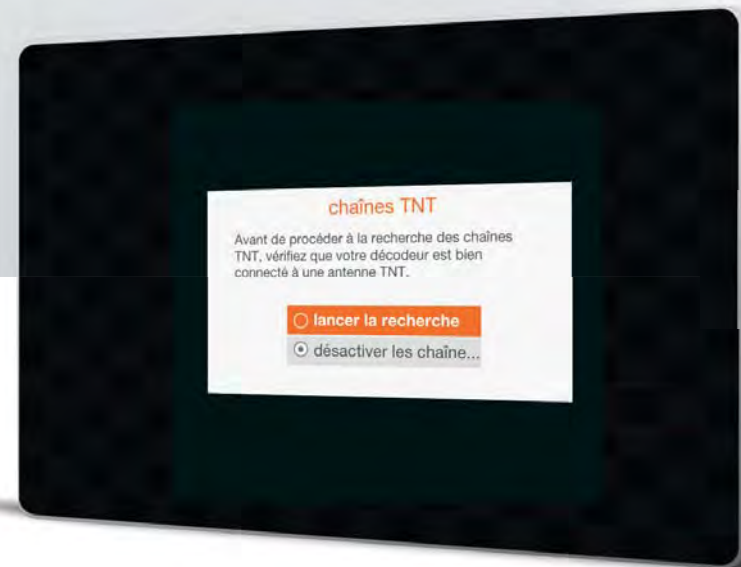 chaînes TNT
Avant de procéder à la recherche des chaînes
TNT, vérifiez que votre décodeur est bien
connecté à une antenne TNT.
lancer la recherche
désactiver les chaîne...